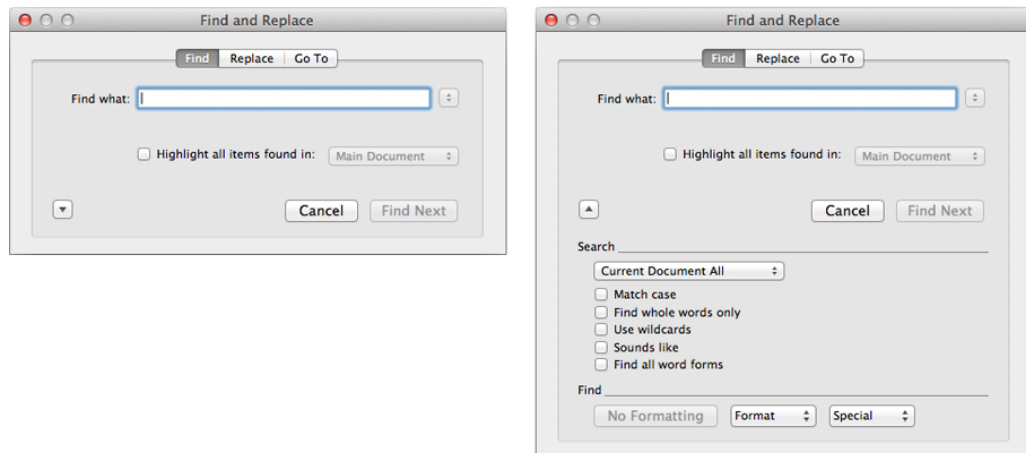 Find and Replace
Find Replace Go To
Find what:
Highlight all items found in: Main Document
Cancel Find Next
Find and Replace
Find Replace Go To
Find what:
Highlight all items found in: Main Document
Cancel Find Next
Search
Current Document All
Match case
Find whole words only
Use wildcards
Sounds like
Find all word forms
Find
No Formatting Format Special